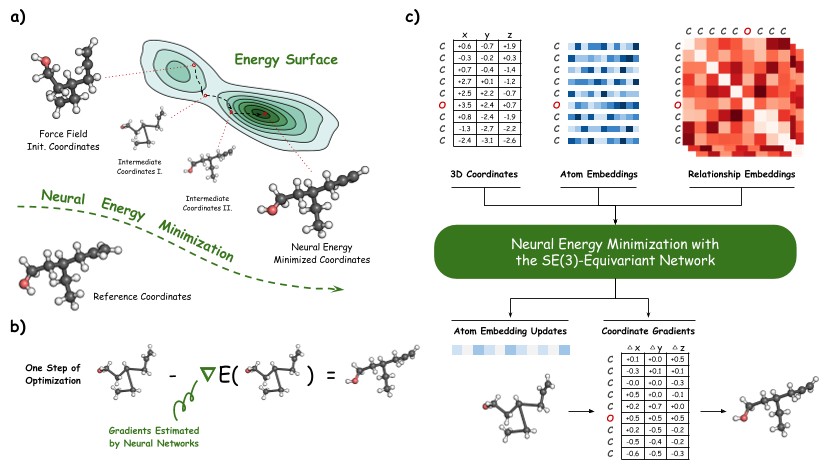 a)
Energy Surface
Force Field
Init. Coordinates
Intermediate
Coordinates I.
Intermediate
Coordinates II.
Neural Energy
Minimized Coordinates
Neural Energy Minimization
Reference Coordinates
b)
One Step of
Optimization
- ∇E( ) =
Gradients Estimated
by Neural Networks
c)
x y z
C +0.6 -0.7 +1.9
C -0.3 -0.2 +0.3
C +0.7 -0.4 -1.4
C +2.7 +0.1 -1.2
C +2.5 +2.2 -0.7
O +3.5 +2.4 +0.7
C +0.8 -2.4 -1.9
C -1.3 -2.7 -2.2
C -2.4 -3.1 -2.6
3D Coordinates
C
C
C
C
C
O
C
C
C
Atom Embeddings
C C C C C O C C C
C
C
C
C
C
O
C
C
C
Relationship Embeddings
Neural Energy Minimization with
the SE(3)-Equivariant Network
Atom Embedding Updates
Coordinate Gradients
△ x △ y △ z
C +0.1 +0.0 +0.5
C -0.3 +0.1 +0.1
C -0.0 +0.0 -0.3
C +0.5 +0.0 -0.1
C +0.2 +0.7 +0.0
O +0.5 +0.5 +0.5
C +0.2 -0.5 -0.2
C -0.5 -0.4 -0.2
C -0.6 -0.5 -0.3